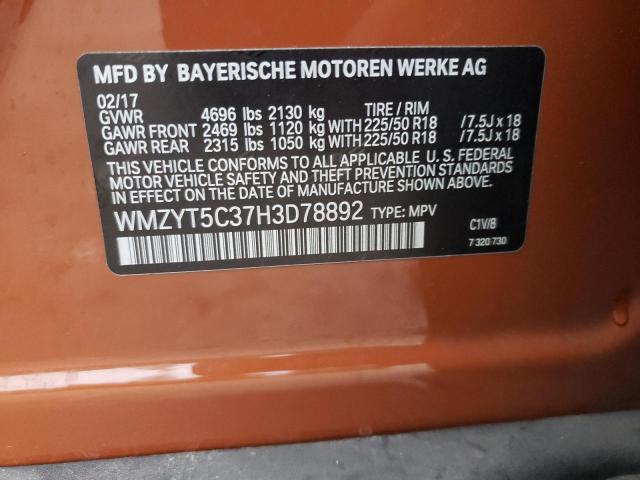 MFD BY BAYERISCHE MOTOREN WERKE AG
02/17
GVWR 4696 lbs 2130 kg TIRE / RIM
GAWR FRONT 2469 lbs 1120 kg WITH 225/50 R18 /7.5J x 18
GAWR REAR 2315 lbs 1050 kg WITH 225/50 R18 /7.5J x 18
THIS VEHICLE CONFORMS TO ALL APPLICABLE U. S. FEDERAL
MOTOR VEHICLE SAFETY AND THEFT PREVENTION STANDARDS
IN EFFECT ON THE DATE OF MANUFACTURE SHOWN ABOVE.
WMZYT5C37H3D78892 TYPE: MPV
C1V/8
7 320 730